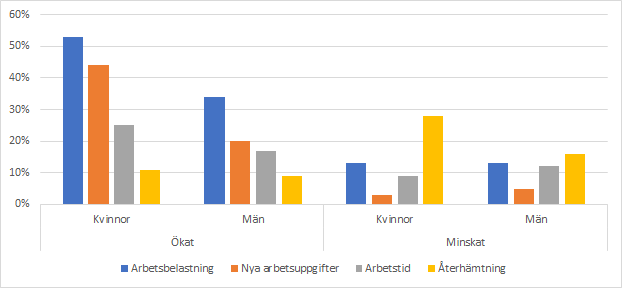 60%
50%
40%
30%
20%
10%
0%
Kvinnor Män Kvinnor Män
Ökat Minskat
Arbetsbelastning Nya arbetsuppgifter Arbetstid Återhämtning